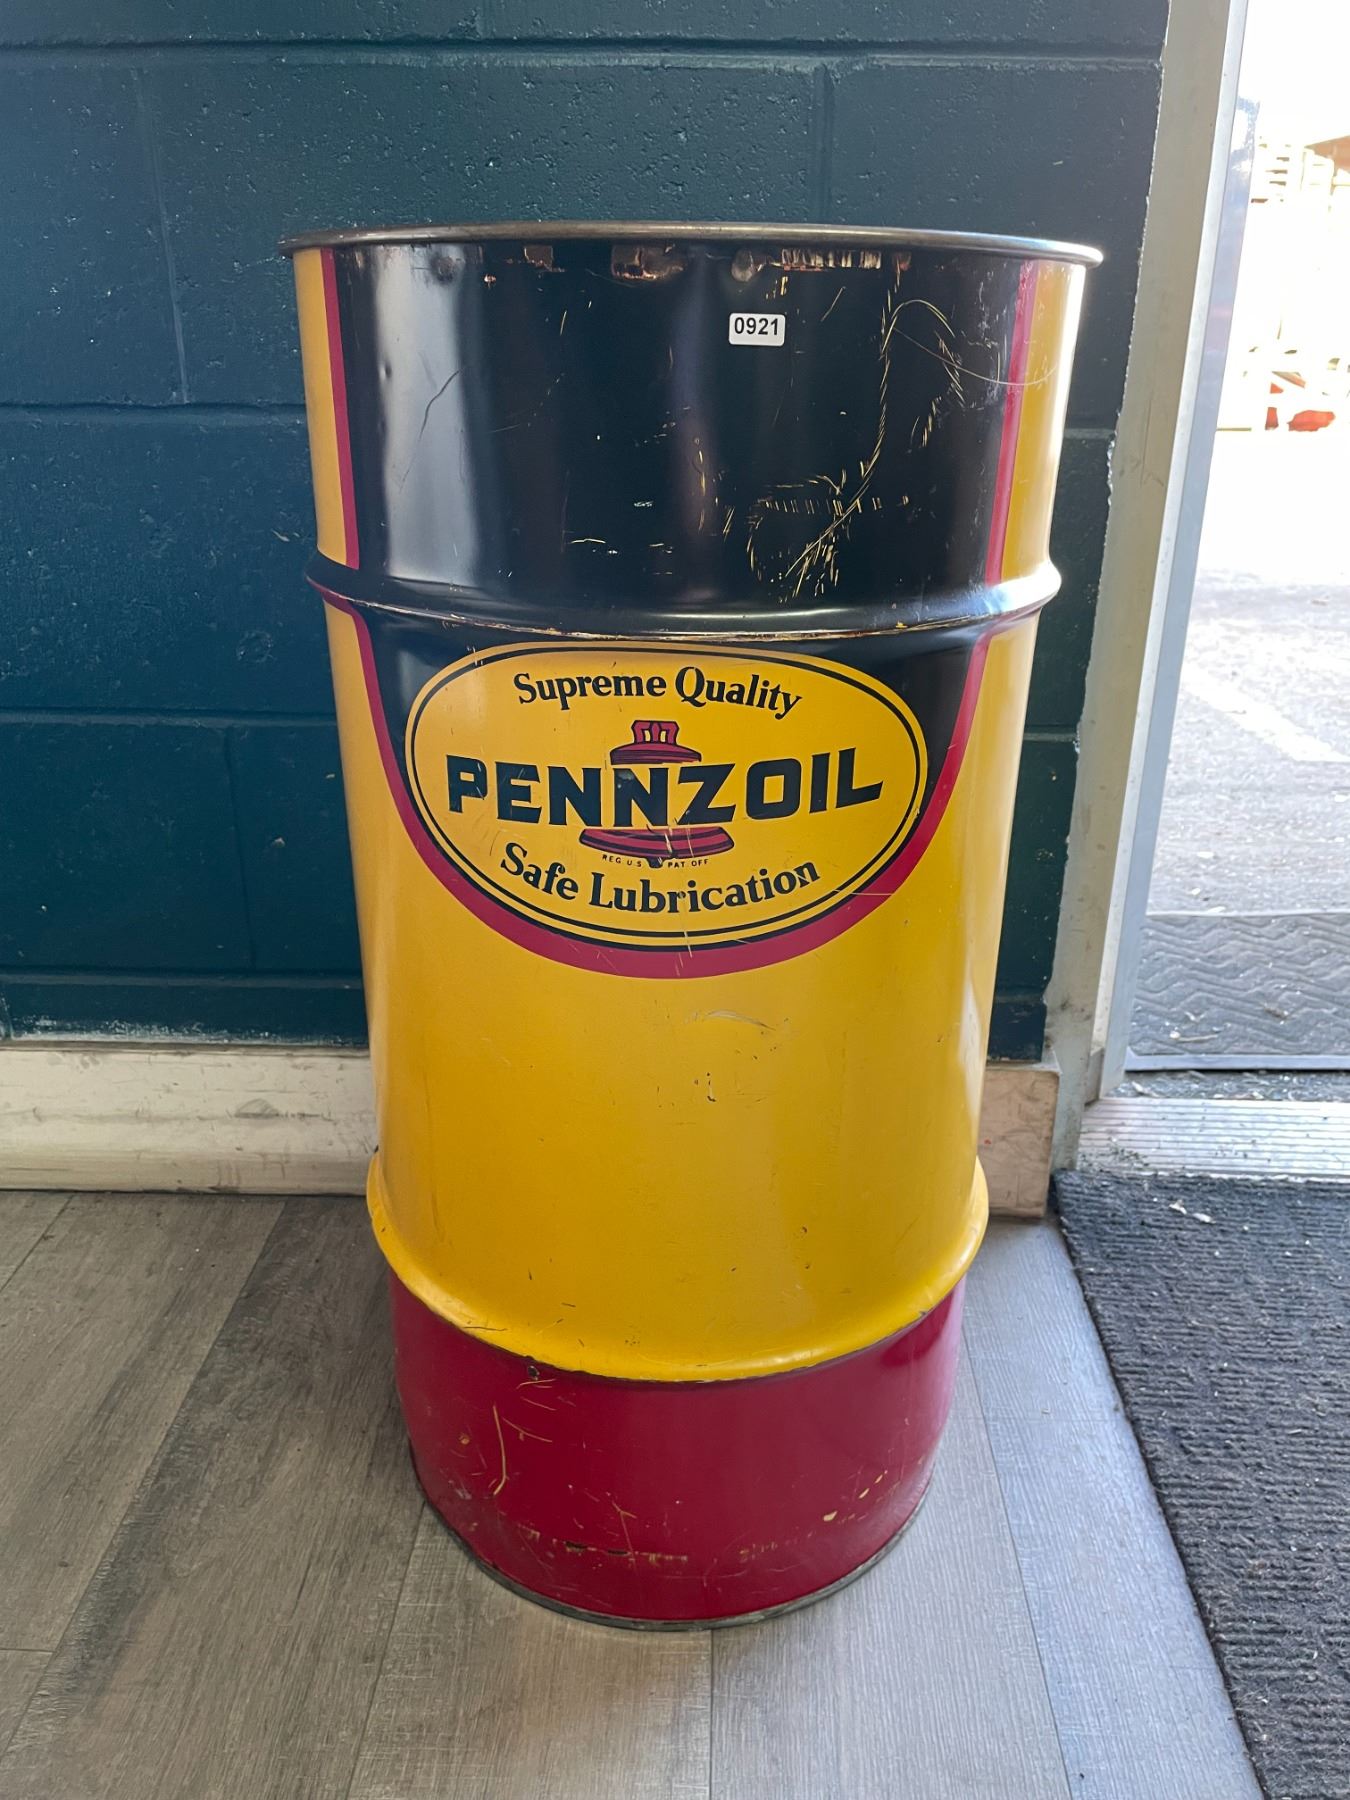 0921
Supreme Quality
PENNZOIL
REG. U.S. PAT. OFF.
Safe Lubrication